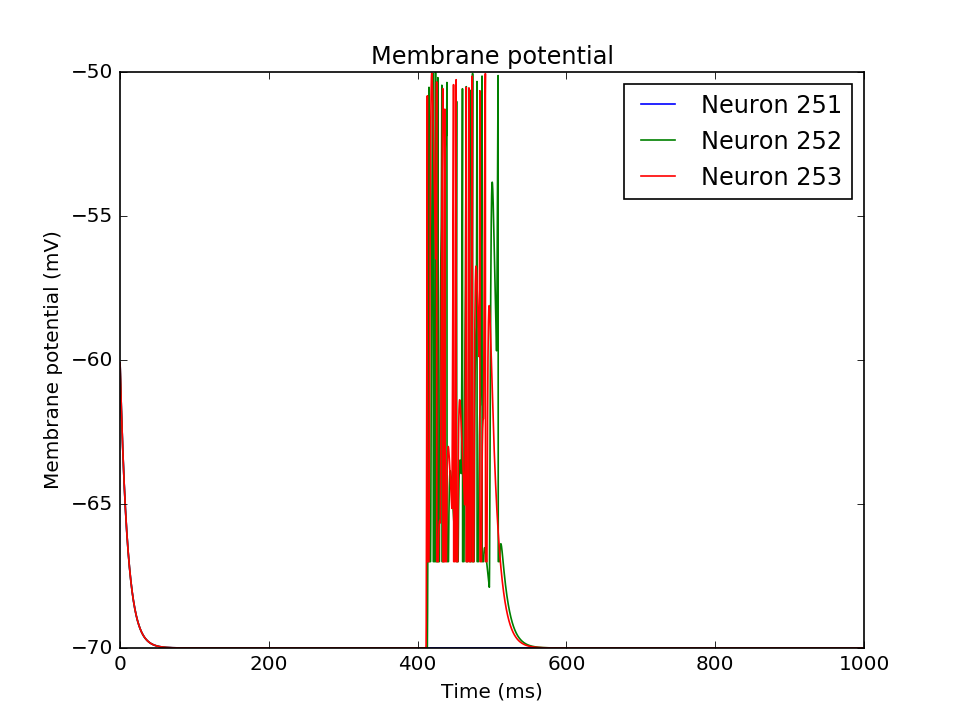 Membrane potential
Neuron 251
Neuron 252
Neuron 253
Membrane potential (mV)
−50
−55
−60
−65
−70
0 200 400 600 800 1000
Time (ms)